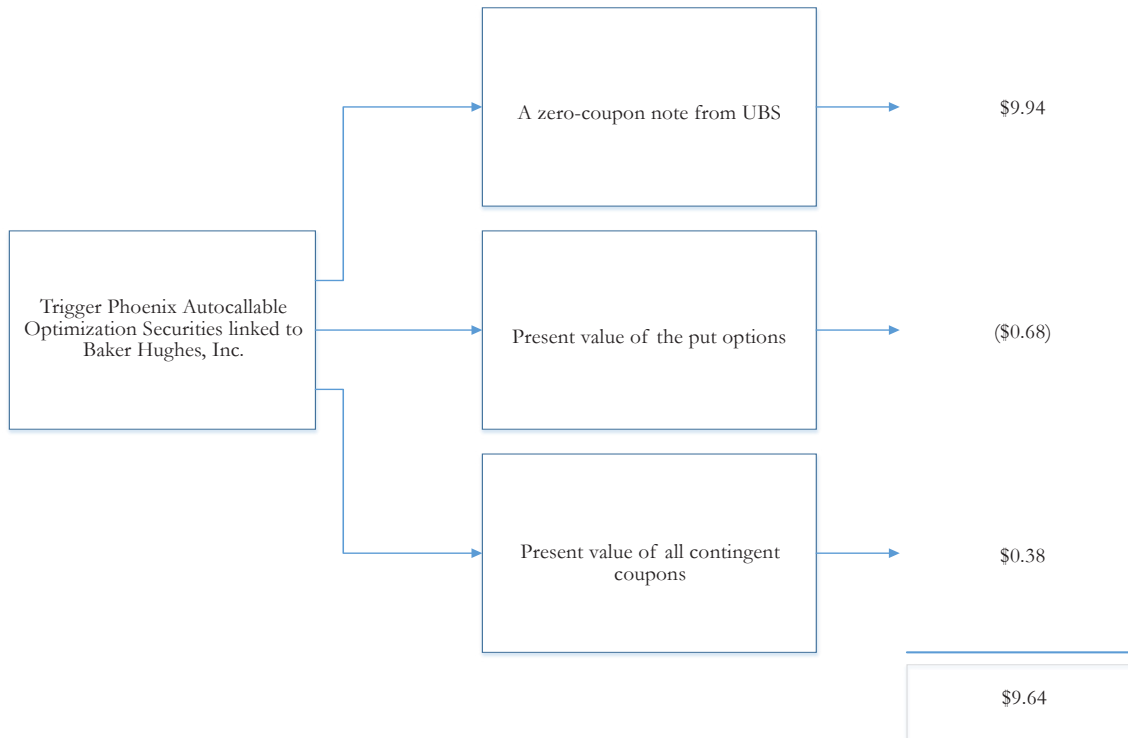 A zero-coupon note from UBS
$9.94
Trigger Phoenix Autocallable
Optimization Securities linked to
Baker Hughes, Inc.
Present value of the put options
($0.68)
Present value of all contingent
coupons
$0.38
$9.64